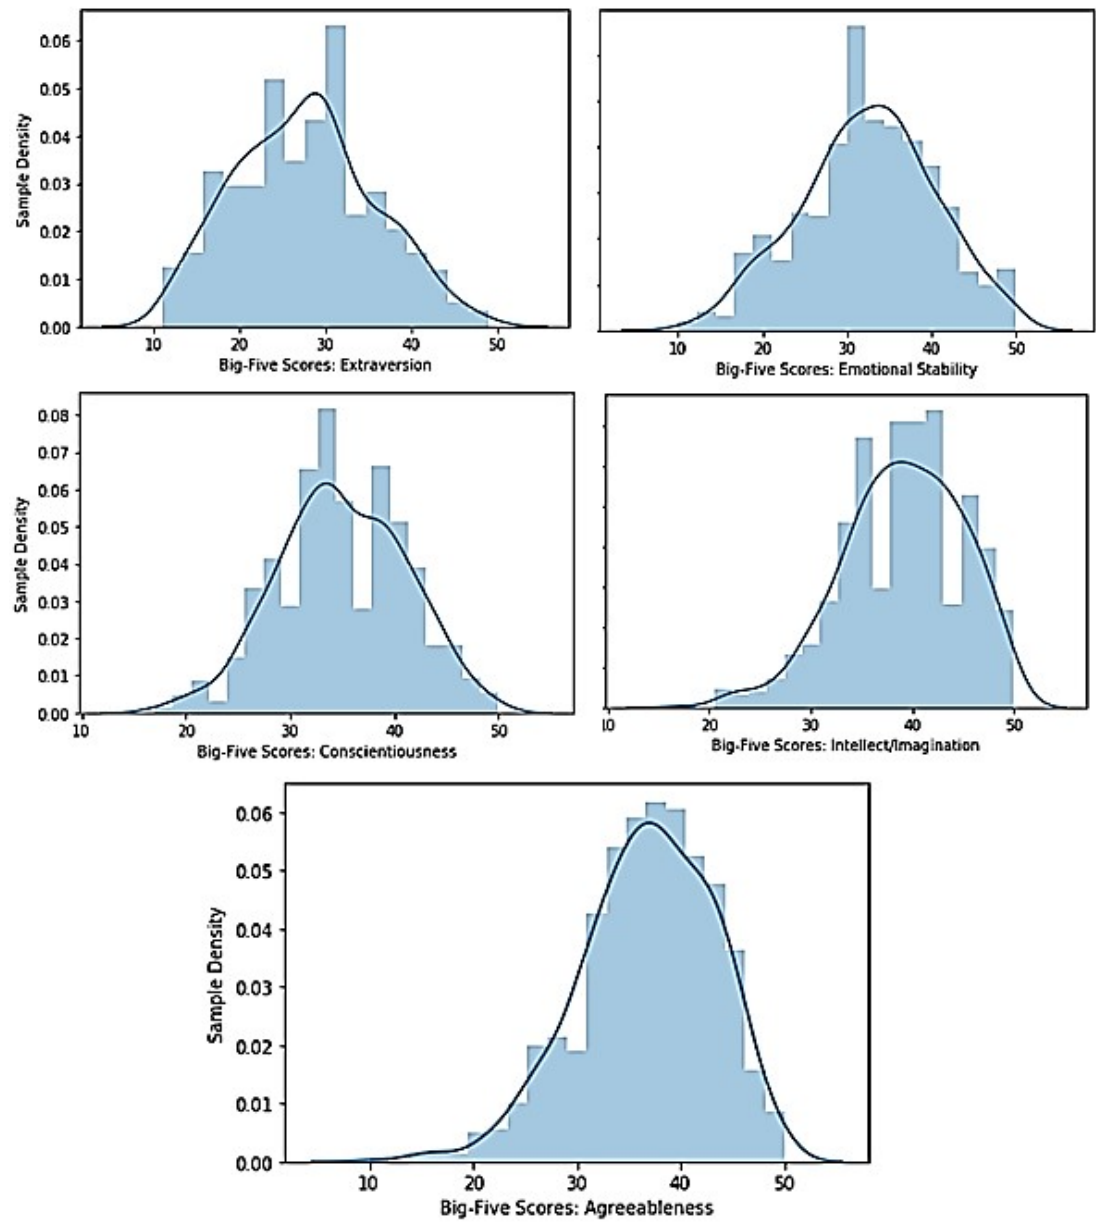 0.06
0.05
0.04
0.03
0.02
0.01
0.00
Sample Density
10 20 30 40 50
Big-Five Scores: Extraversion
10 20 30 40 50
Big-Five Scores: Emotional Stability
0.08
0.07
0.06
0.05
0.04
0.03
0.02
0.01
0.00
Sample Density
10 20 30 40 50
Big-Five Scores: Conscientiousness
10 20 30 40 50
Big-Five Scores: Intellect/Imagination
0.06
0.05
0.04
0.03
0.02
0.01
0.00
Sample Density
10 20 30 40 50
Big-Five Scores: Agreeableness